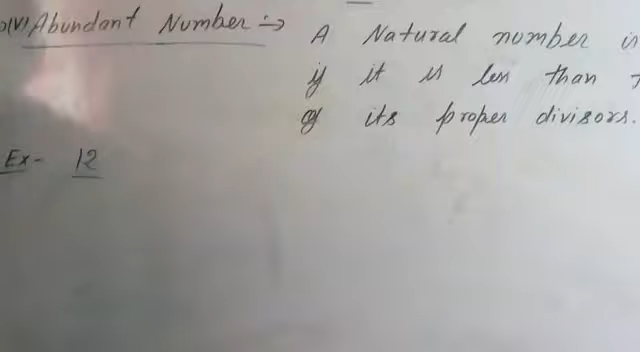 (V) Abundant Number :→ A Natural number is
if it is less than
of its proper divisors.
Ex- 12